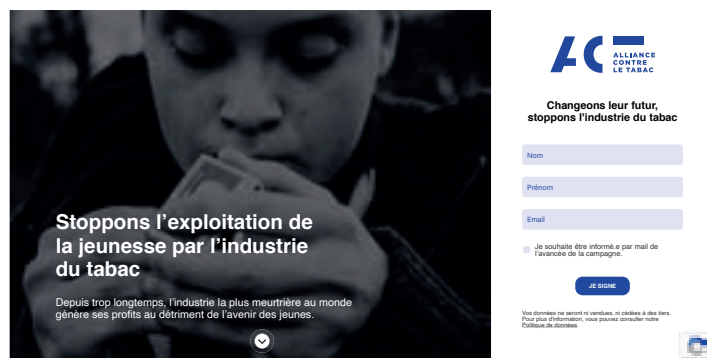 Stoppons l’exploitation de
la jeunesse par l’industrie
du tabac
Depuis trop longtemps, l’industrie la plus meurtrière au monde
génère ses profits au détriment de l’avenir des jeunes.
ACT
ALLIANCE
CONTRE
LE TABAC
Changeons leur futur,
stoppons l’industrie du tabac
Nom
Prénom
Email
Je souhaite être informé.e par mail de
l’avancée de la campagne.
JE SIGNE
Vos données ne seront ni vendues, ni cédées à des tiers.
Pour plus d’information, vous pouvez consulter notre
Politique de données.